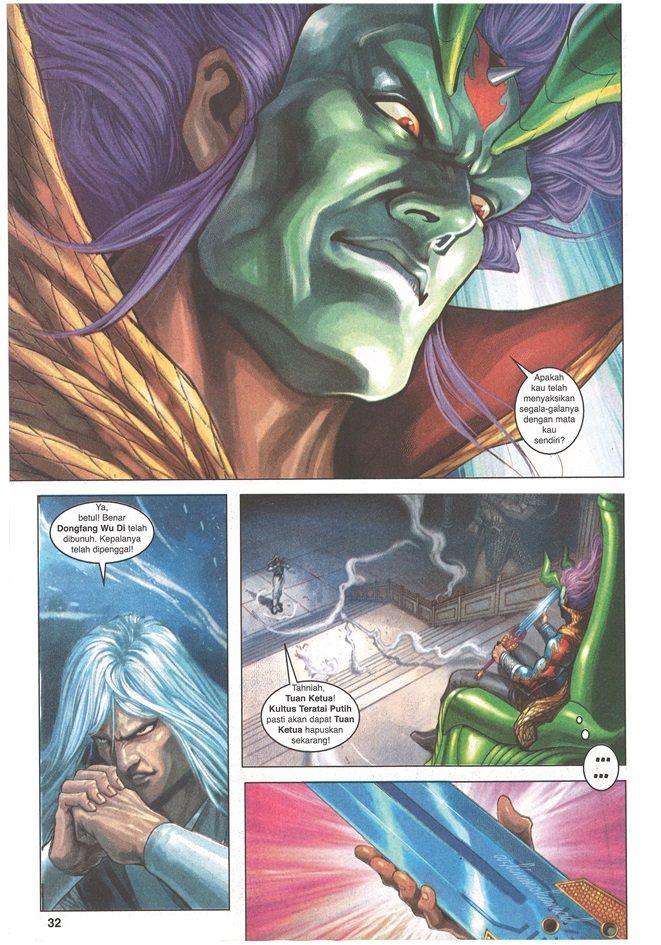 Apakah
kau telah
menyaksikan
segala-galanya
dengan mata
kau
sendiri?
Ya,
betul! Benar
Dongfang Wu Di telah
dibunuh. Kepalanya
telah dipenggal!
Tahniah,
Tuan Ketua!
Kultus Teratai Putih
pasti akan dapat Tuan
Ketua hapuskan
sekarang!
...
...
32